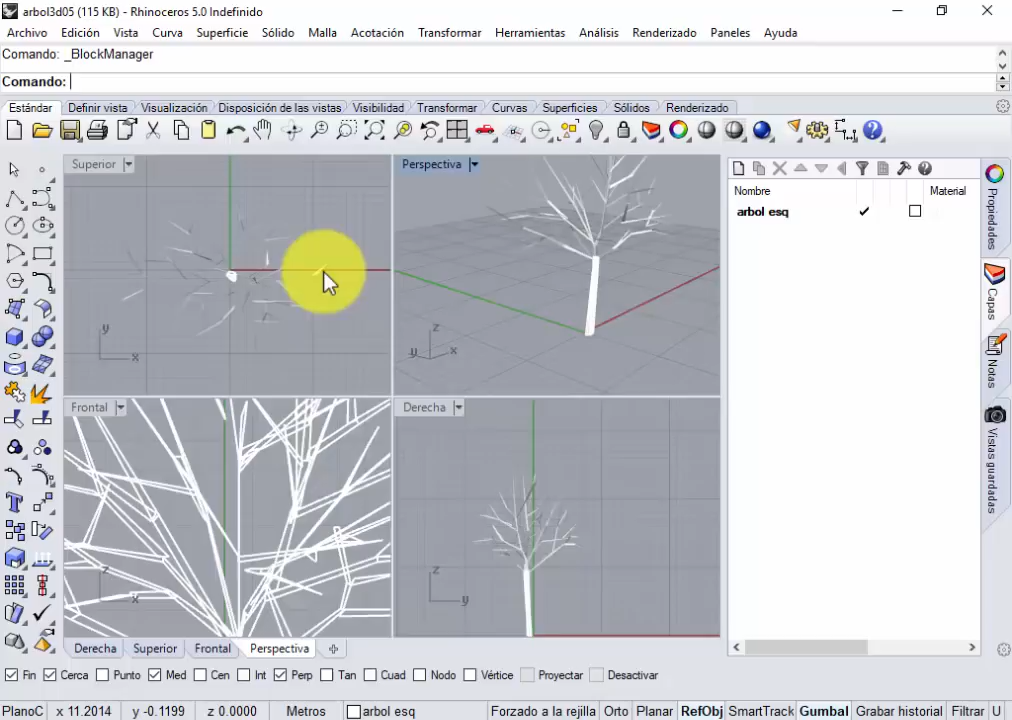 arbol3d05 (115 KB) - Rhinoceros 5.0 Indefinido
Archivo Edición Vista Curva Superficie Sólido Malla Acotación Transformar Herramientas Análisis Renderizado Paneles Ayuda
Comando: _BlockManager
Comando:
Estándar Definir vista Visualización Disposición de las vistas Visibilidad Transformar Curvas Superficies Sólidos Renderizado
Superior
Perspectiva
Nombre Material
arbol esq
Propiedades
Capas
Notas
Vistas guardadas
y x
z y x
Frontal
Derecha
z x
z y
Derecha Superior Frontal Perspectiva
Fin Cerca Punto Med Cen Int Perp Tan Cuad Nodo Vértice Proyectar Desactivar
PlanoC x 11.2014 y -0.1199 z 0.0000 Metros arbol esq Forzado a la rejilla Orto Planar RefObj SmartTrack Gumbal Grabar historial Filtrar U